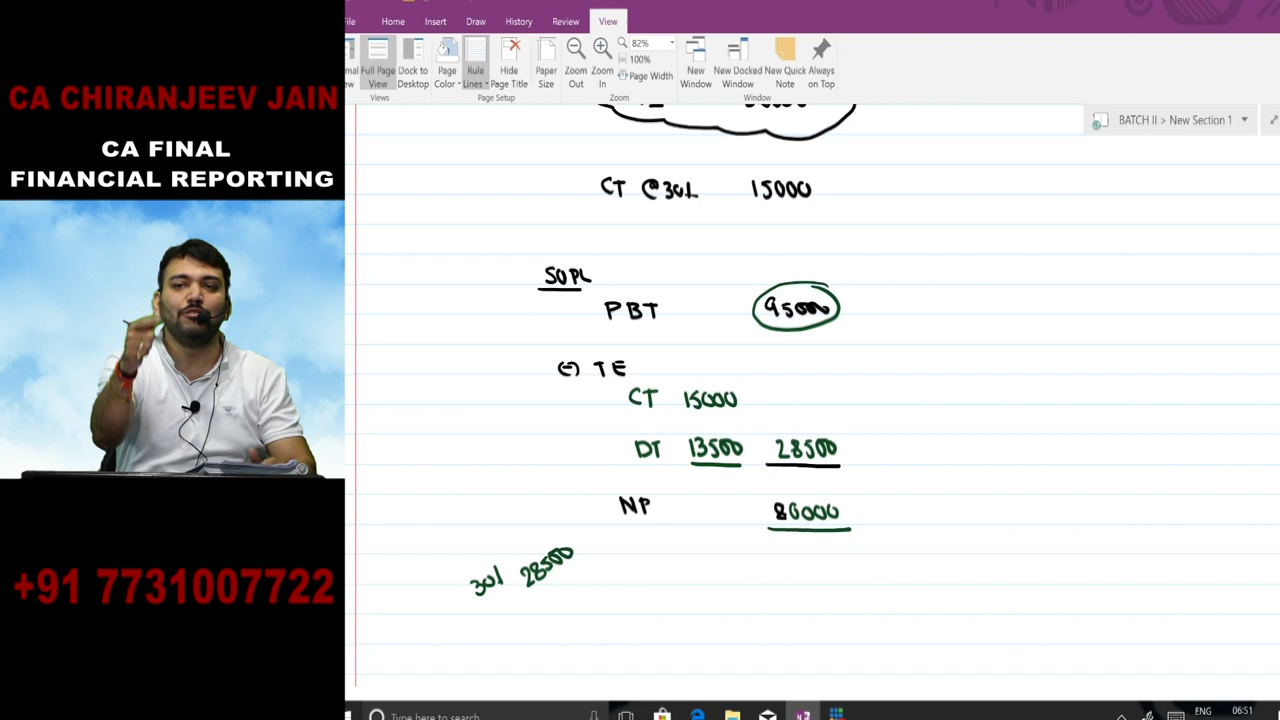 File Home Insert Draw History Review View
Full Page View
Dock to Desktop
Page Color
Rule Lines
Hide Page Title
Paper Size
Zoom Out
Zoom In
82%
100%
Page Width
New Window
New Docked Window
New Quick Note
Always on Top
Views Page Setup Zoom Window
BATCH II > New Section 1
CA CHIRANJEEV JAIN
CA FINAL
FINANCIAL REPORTING
+91 7731007722
CT @30% 15000
SOPL
PBT 95000
(-) TE
CT 15000
DT 13500 28500
NP 80000
30% 28500
Type here to search
ENG 06:51